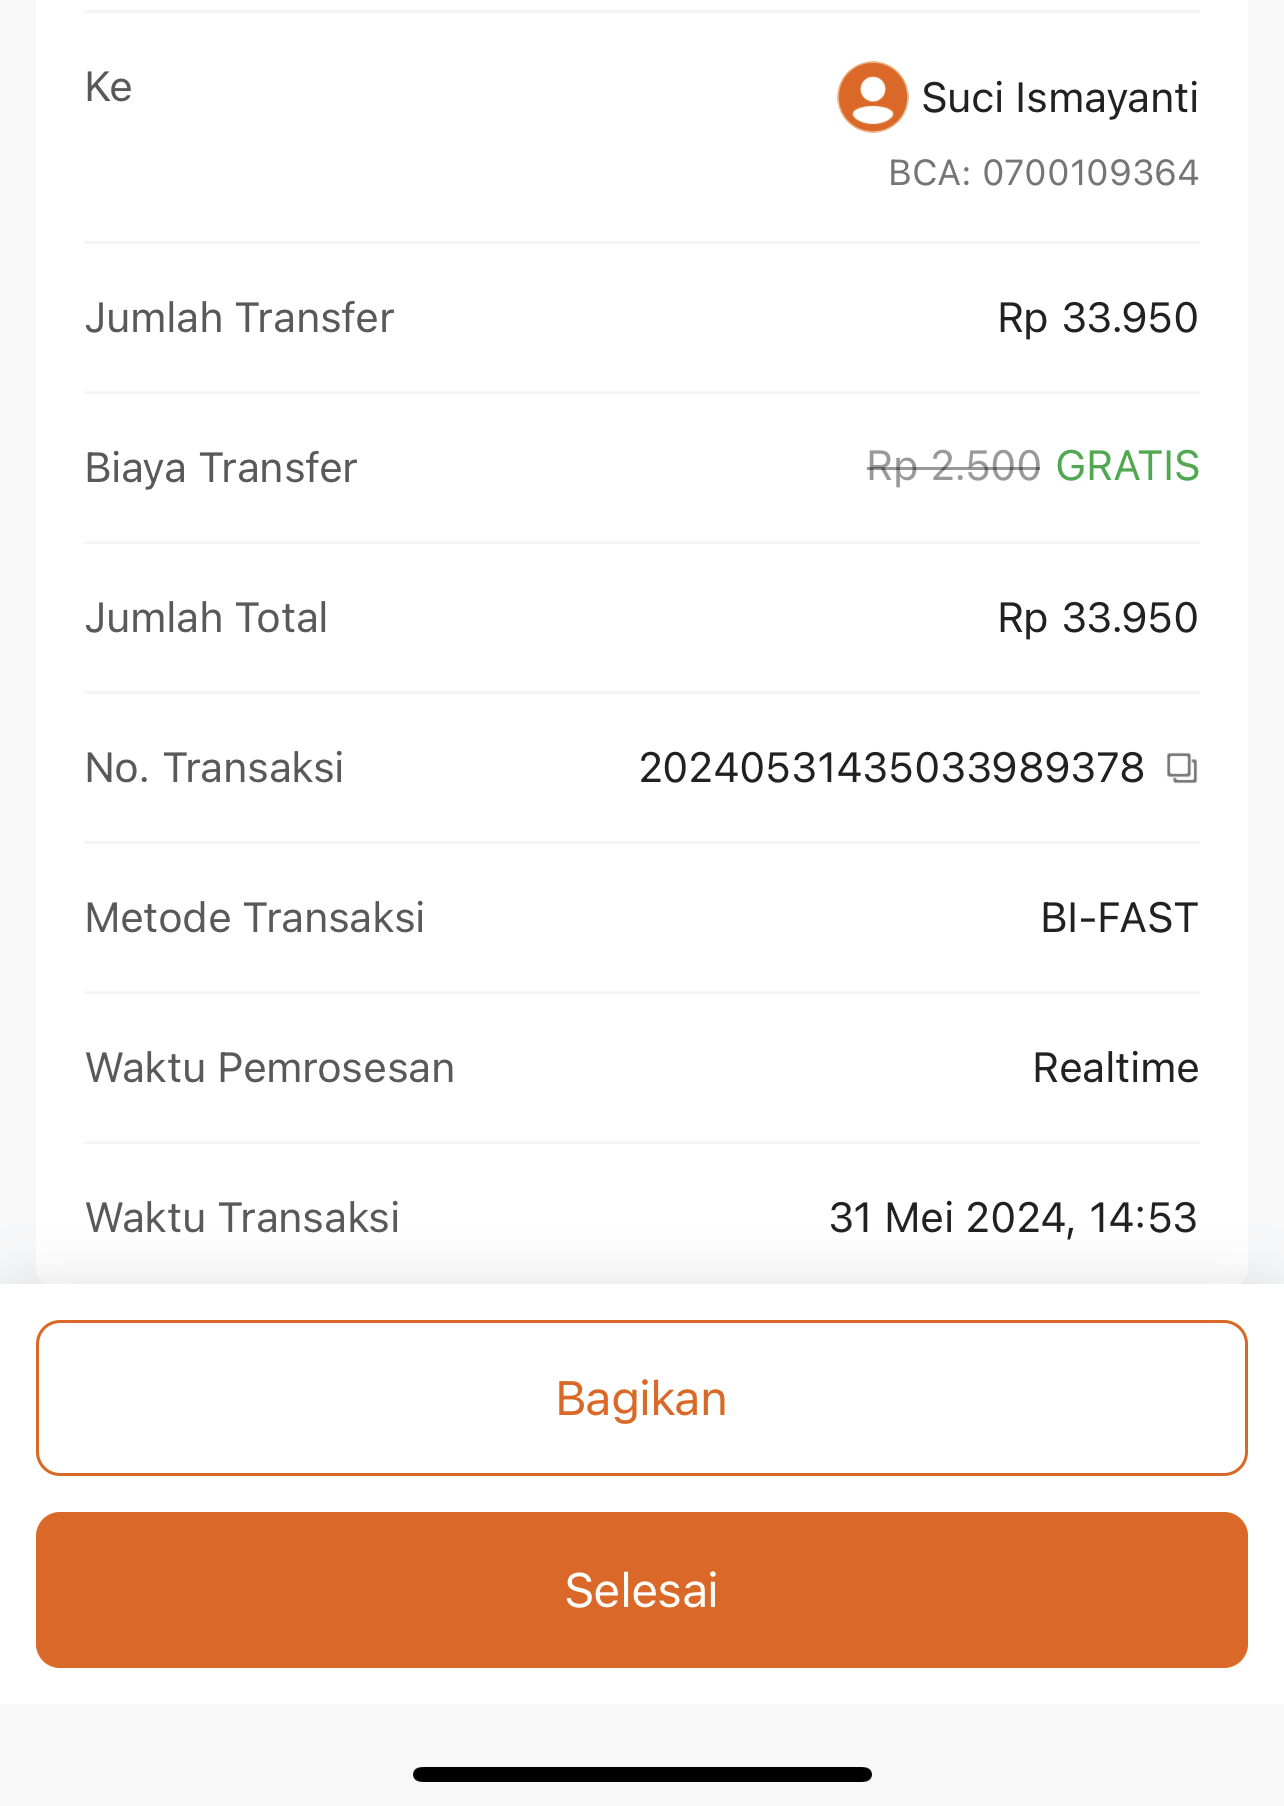 Ke
Suci Ismayanti
BCA: 0700109364
Jumlah Transfer Rp 33.950
Biaya Transfer Rp 2.500 GRATIS
Jumlah Total Rp 33.950
No. Transaksi 20240531435033989378
Metode Transaksi BI-FAST
Waktu Pemrosesan Realtime
Waktu Transaksi 31 Mei 2024, 14:53
Bagikan
Selesai